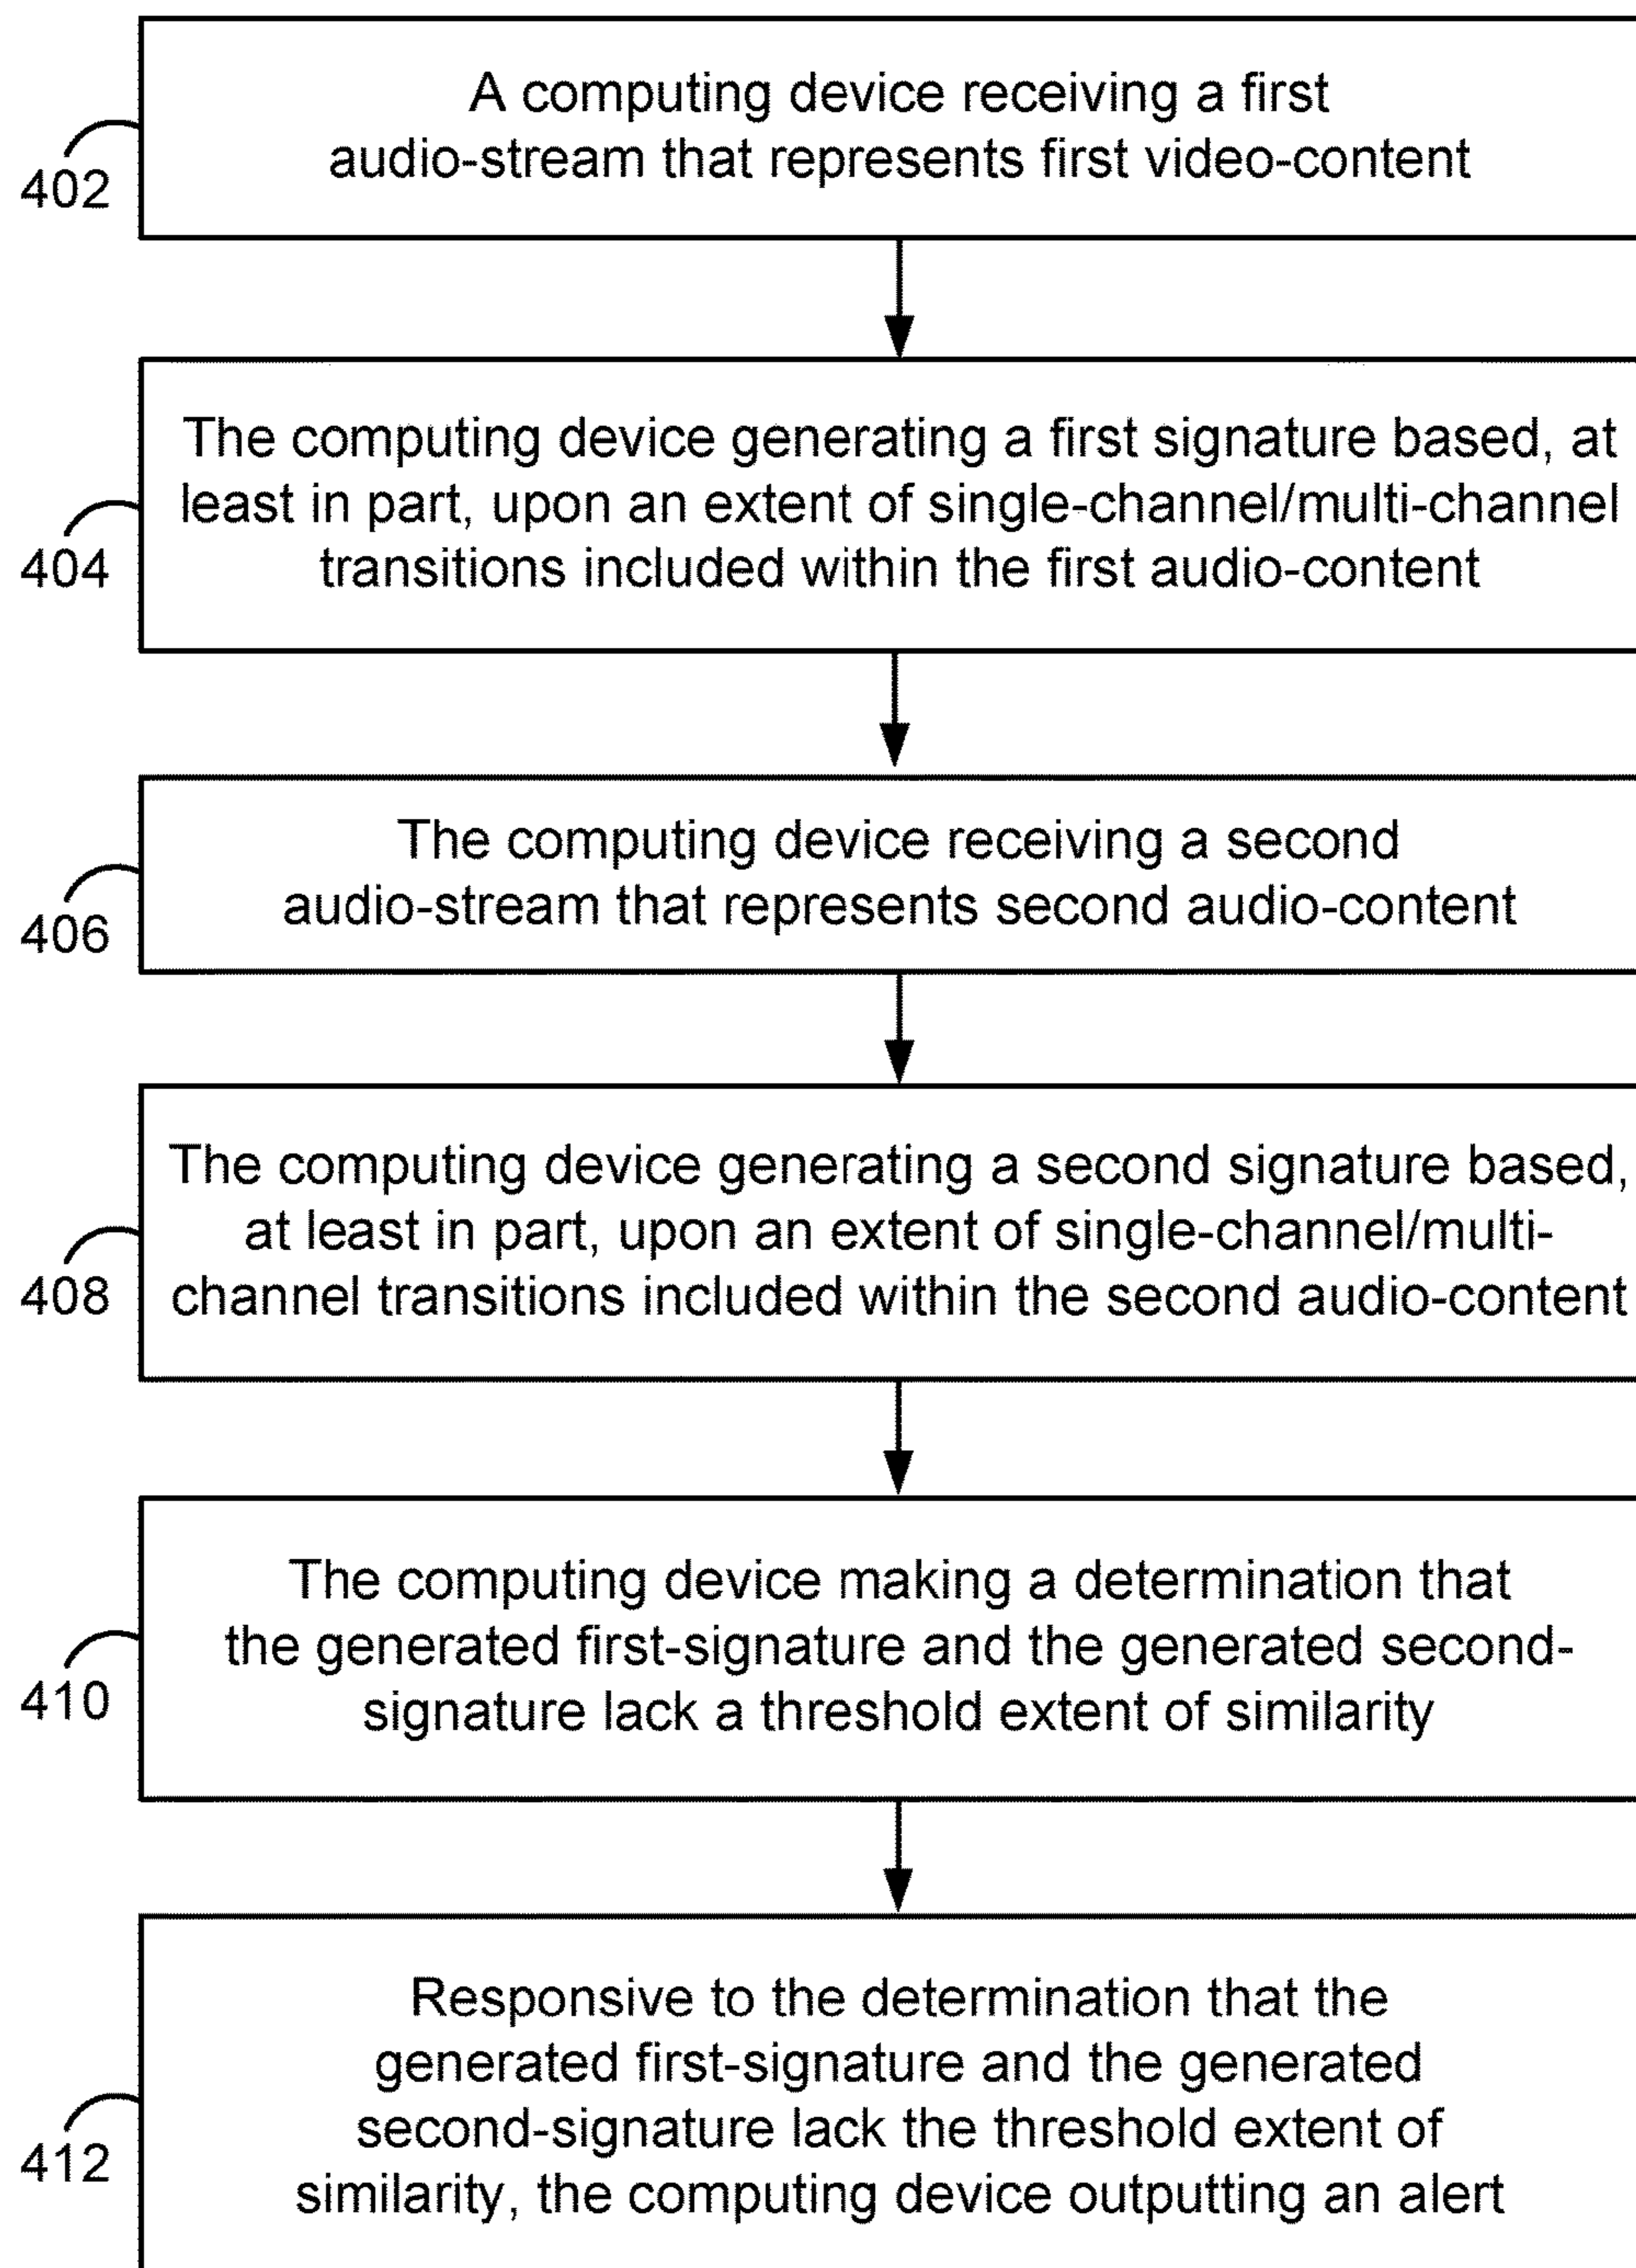 A computing device receiving a first
audio-stream that represents first video-content
402
The computing device generating a first signature based, at
least in part, upon an extent of single-channel/multi-channel
transitions included within the first audio-content
404
The computing device receiving a second
audio-stream that represents second audio-content
406
The computing device generating a second signature based,
at least in part, upon an extent of single-channel/multi-
channel transitions included within the second audio-content
408
The computing device making a determination that
the generated first-signature and the generated second-
signature lack a threshold extent of similarity
410
Responsive to the determination that the
generated first-signature and the generated
second-signature lack the threshold extent of
similarity, the computing device outputting an alert
412